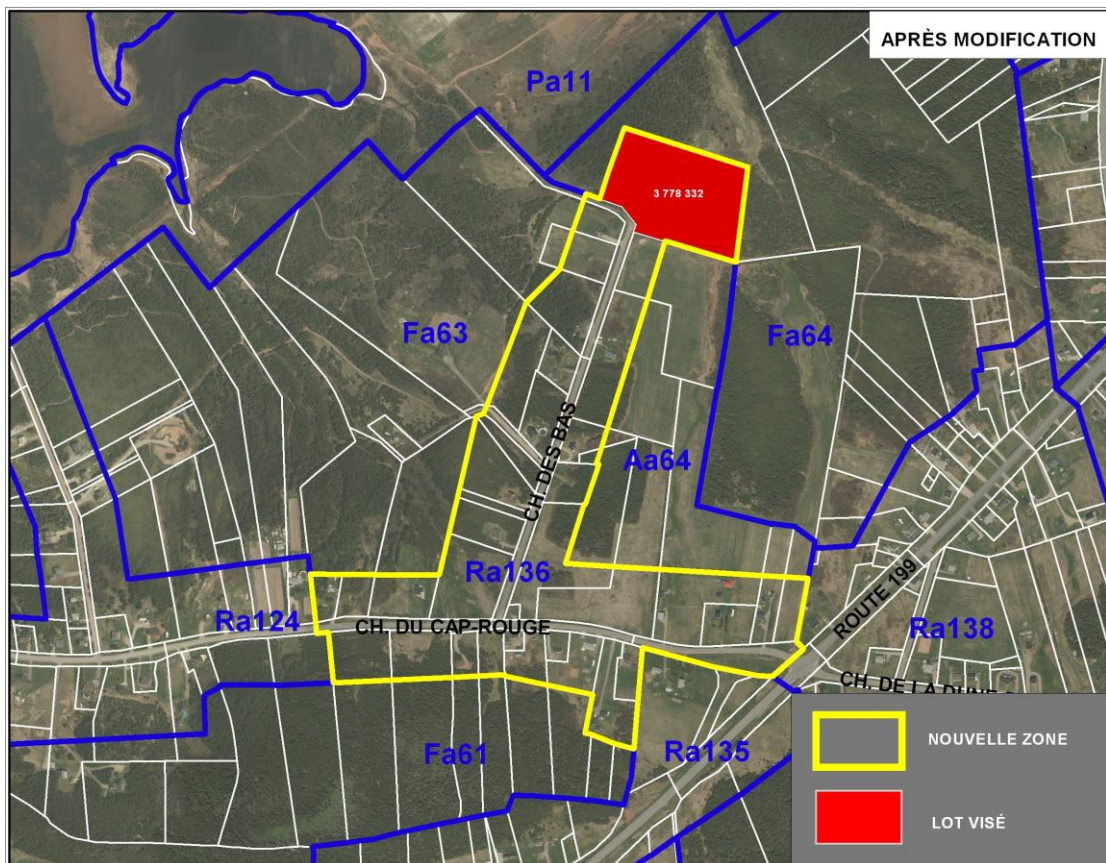 APRÈS MODIFICATION
Pa11
3 778 332
Fa63
Fa64
CH. DES BAS
Aa64
Ra136
ROUTE 199
Ra124
CH. DU CAP-ROUGE
Ra138
CH. DE LA DUNE
Fa61
Ra135
NOUVELLE ZONE
LOT VISÉ